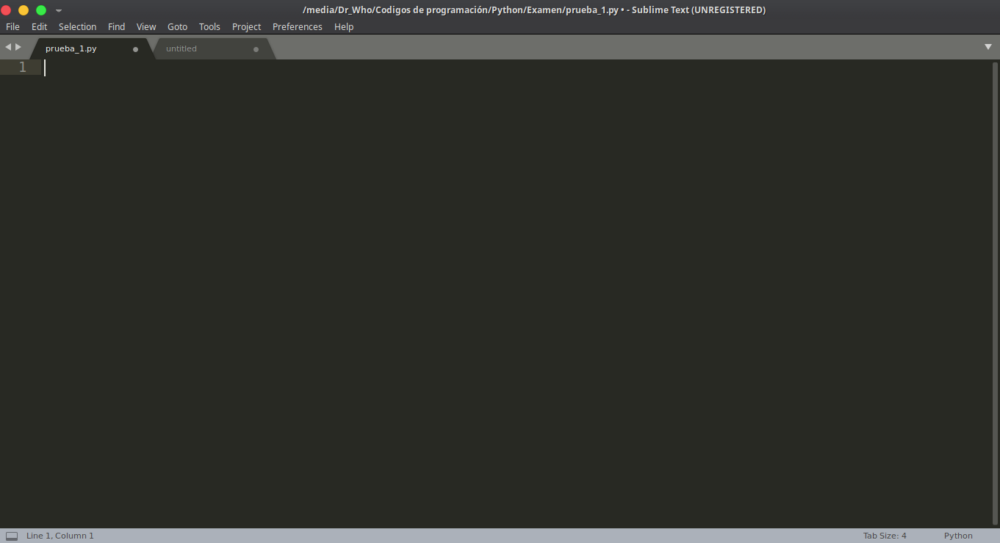 /media/Dr_Who/Codigos de programación/Python/Examen/prueba_1.py • - Sublime Text (UNREGISTERED)
File Edit Selection Find View Goto Tools Project Preferences Help
prueba_1.py untitled
1
Line 1, Column 1 Tab Size: 4 Python